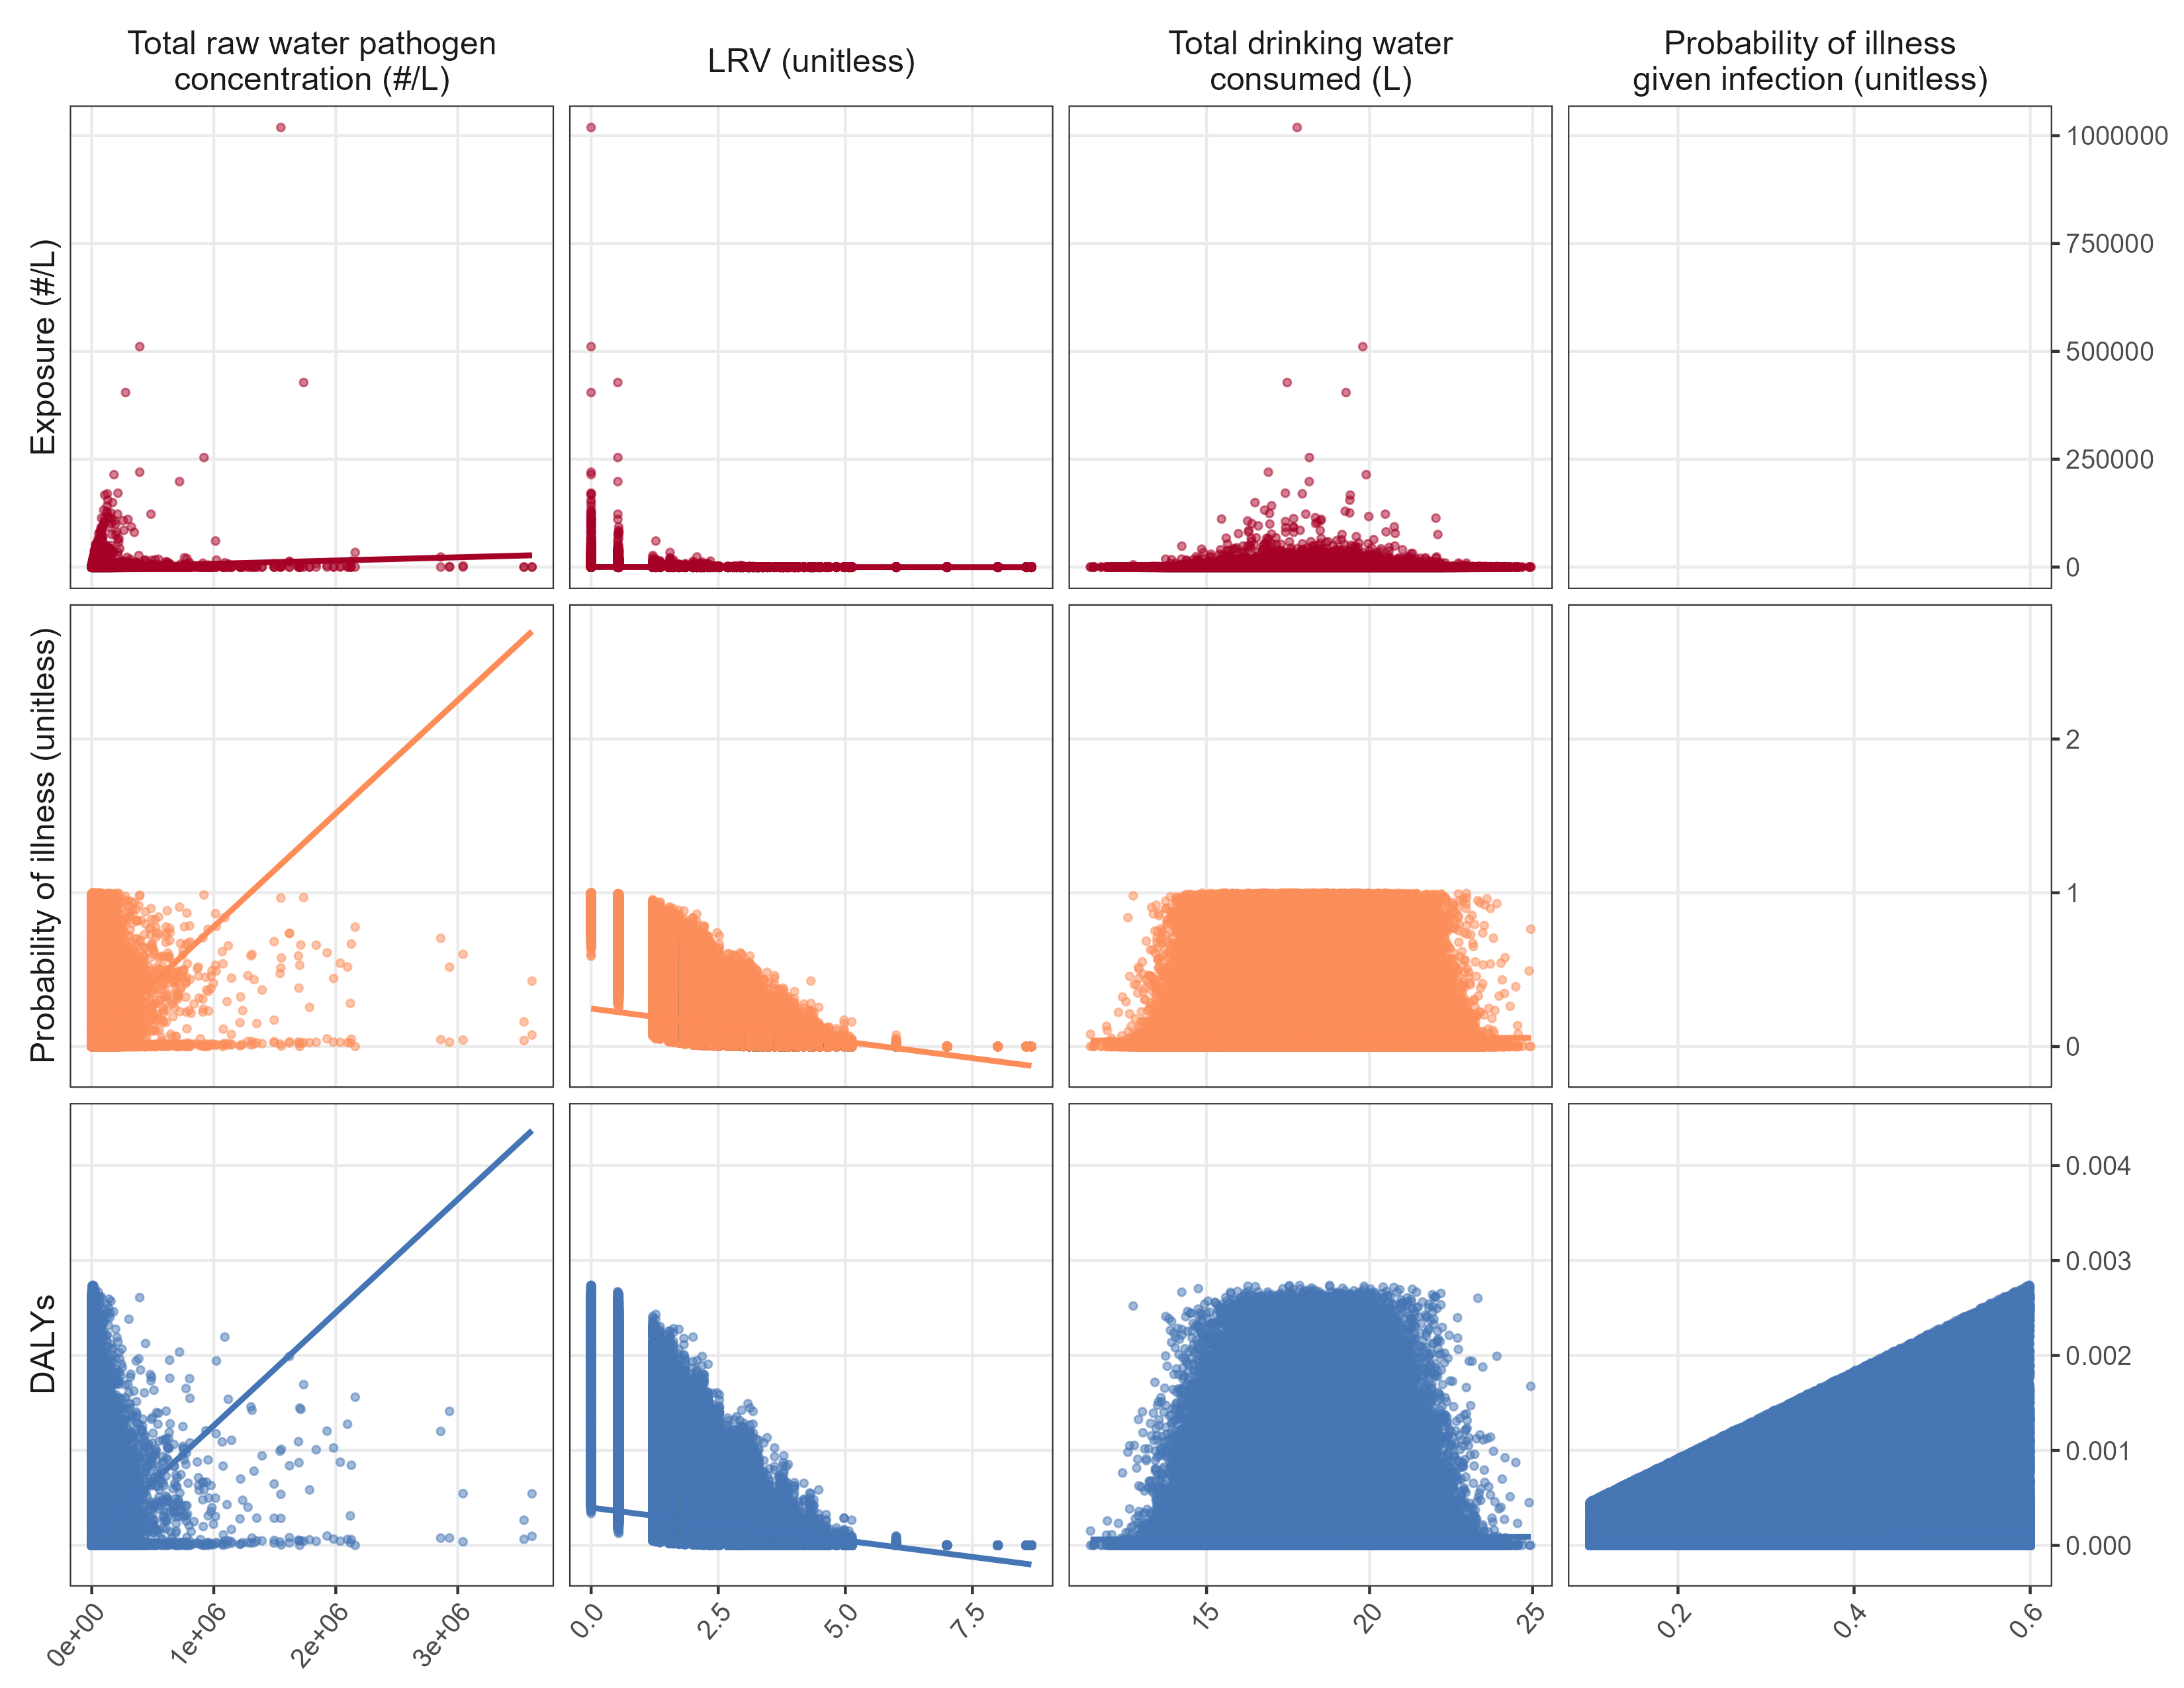 Total raw water pathogen
concentration (#/L)
LRV (unitless)
Total drinking water
consumed (L)
Probability of illness
given infection (unitless)
Exposure (#/L)
1000000
750000
500000
250000
0
Probability of illness (unitless)
2
1
0
DALYs
0.004
0.003
0.002
0.001
0.000
0e+00
1e+06
2e+06
3e+06
0.0
2.5
5.0
7.5
15
20
25
0.2
0.4
0.6